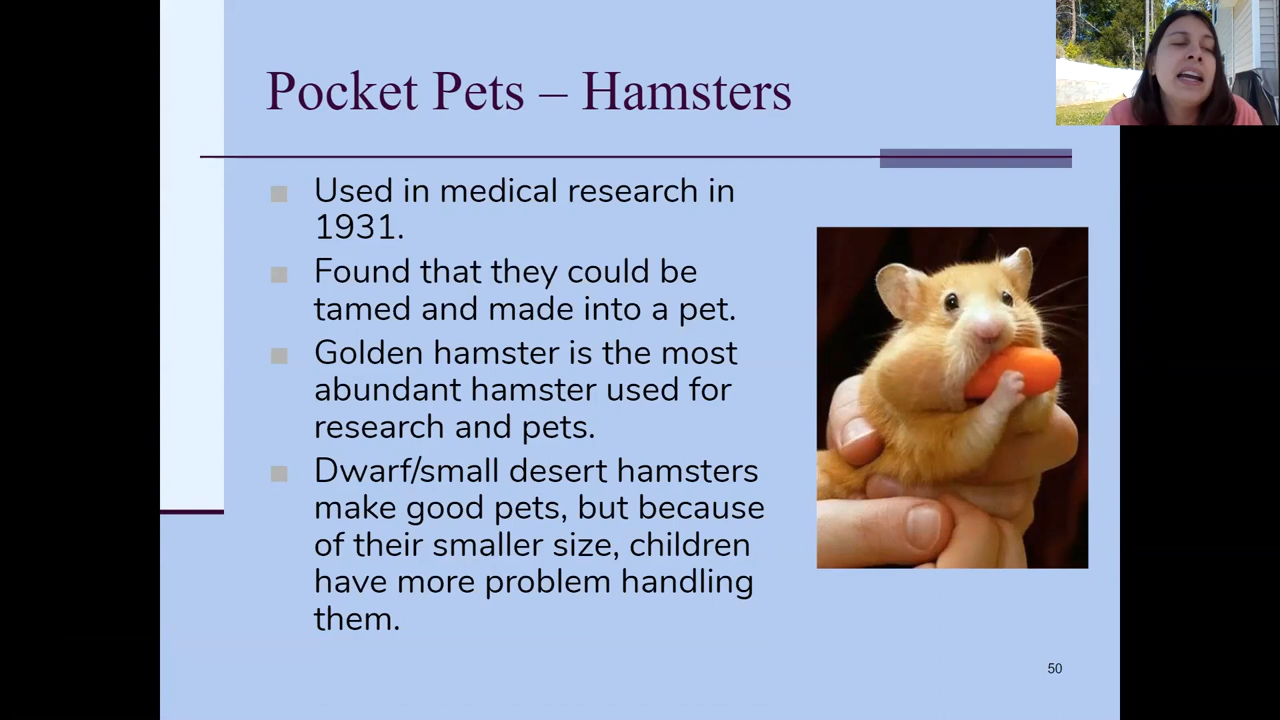 Pocket Pets – Hamsters
Used in medical research in
1931.
Found that they could be
tamed and made into a pet.
Golden hamster is the most
abundant hamster used for
research and pets.
Dwarf/small desert hamsters
make good pets, but because
of their smaller size, children
have more problem handling
them.
50